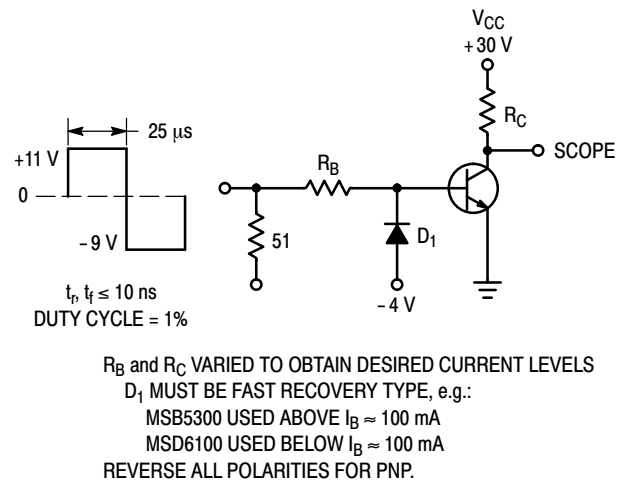 V_CC
+30 V
R_C
SCOPE
25 µs
+11 V
0
−9 V
R_B
51
D_1
−4 V
t_r, t_f ≤ 10 ns
DUTY CYCLE = 1%
R_B and R_C VARIED TO OBTAIN DESIRED CURRENT LEVELS
D_1 MUST BE FAST RECOVERY TYPE, e.g.:
MSB5300 USED ABOVE I_B ≈ 100 mA
MSD6100 USED BELOW I_B ≈ 100 mA
REVERSE ALL POLARITIES FOR PNP.